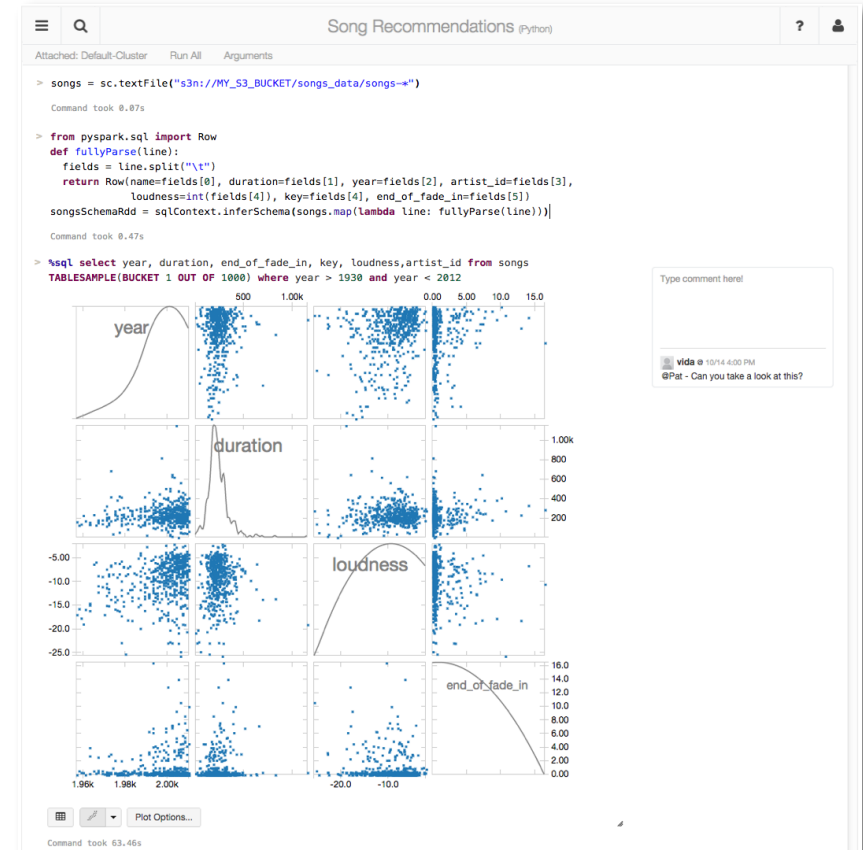 Song Recommendations (Python)
?
Attached: Default-Cluster Run All Arguments
> songs = sc.textFile("s3n://MY_S3_BUCKET/songs_data/songs-*")
Command took 0.07s
> from pyspark.sql import Row
def fullyParse(line):
fields = line.split("\t")
return Row(name=fields[0], duration=fields[1], year=fields[2], artist_id=fields[3],
loudness=int(fields[4]), key=fields[4], end_of_fade_in=fields[5])
songsSchemaRdd = sqlContext.inferSchema(songs.map(lambda line: fullyParse(line)))
Command took 0.47s
> %sql select year, duration, end_of_fade_in, key, loudness,artist_id from songs
TABLESAMPLE(BUCKET 1 OUT OF 1000) where year > 1930 and year < 2012
500 1.00k 0.00 5.00 10.0 15.0
year
duration
1.00k
800
600
400
200
-5.00
-10.0
-15.0
-20.0
-25.0
loudness
end_of_fade_in
16.0
14.0
12.0
10.0
8.00
6.00
4.00
2.00
0.00
1.96k 1.98k 2.00k -20.0 -10.0
Plot Options...
Command took 63.46s
Type comment here!
vida @ 10/14 4:00 PM
@Pat - Can you take a look at this?